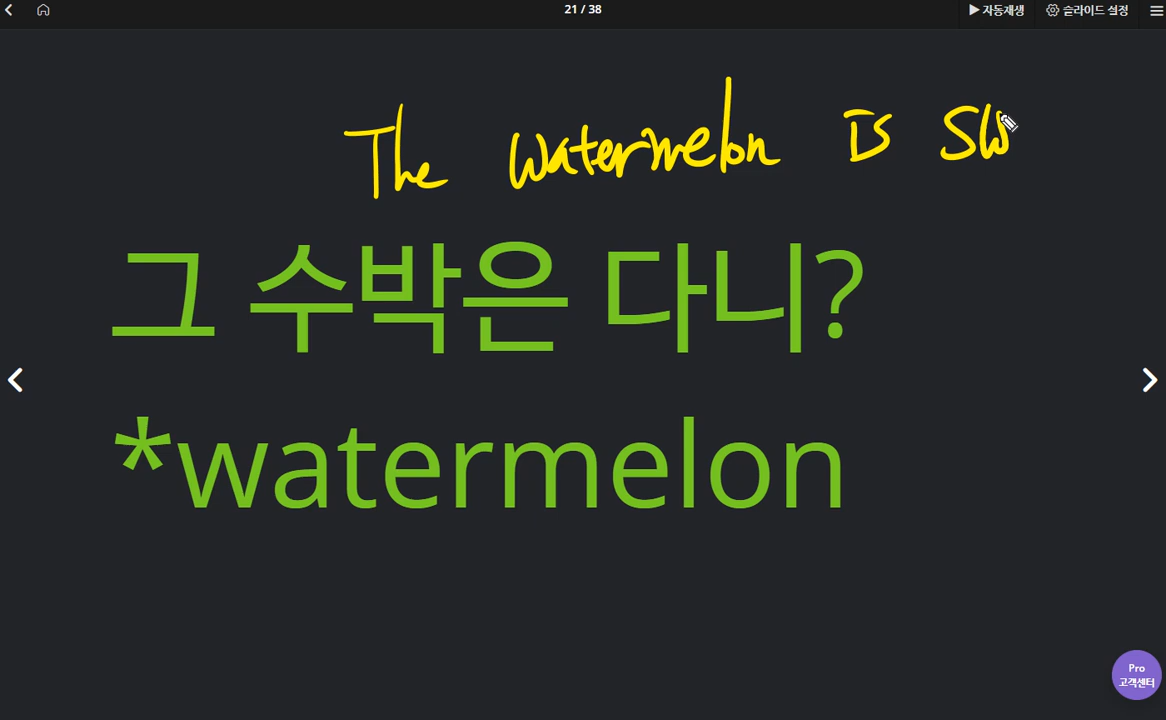 21 / 38
▶ 자동재생
슬라이드 설정
The watermelon is sw
그 수박은 다니?
*watermelon
Pro
고객센터